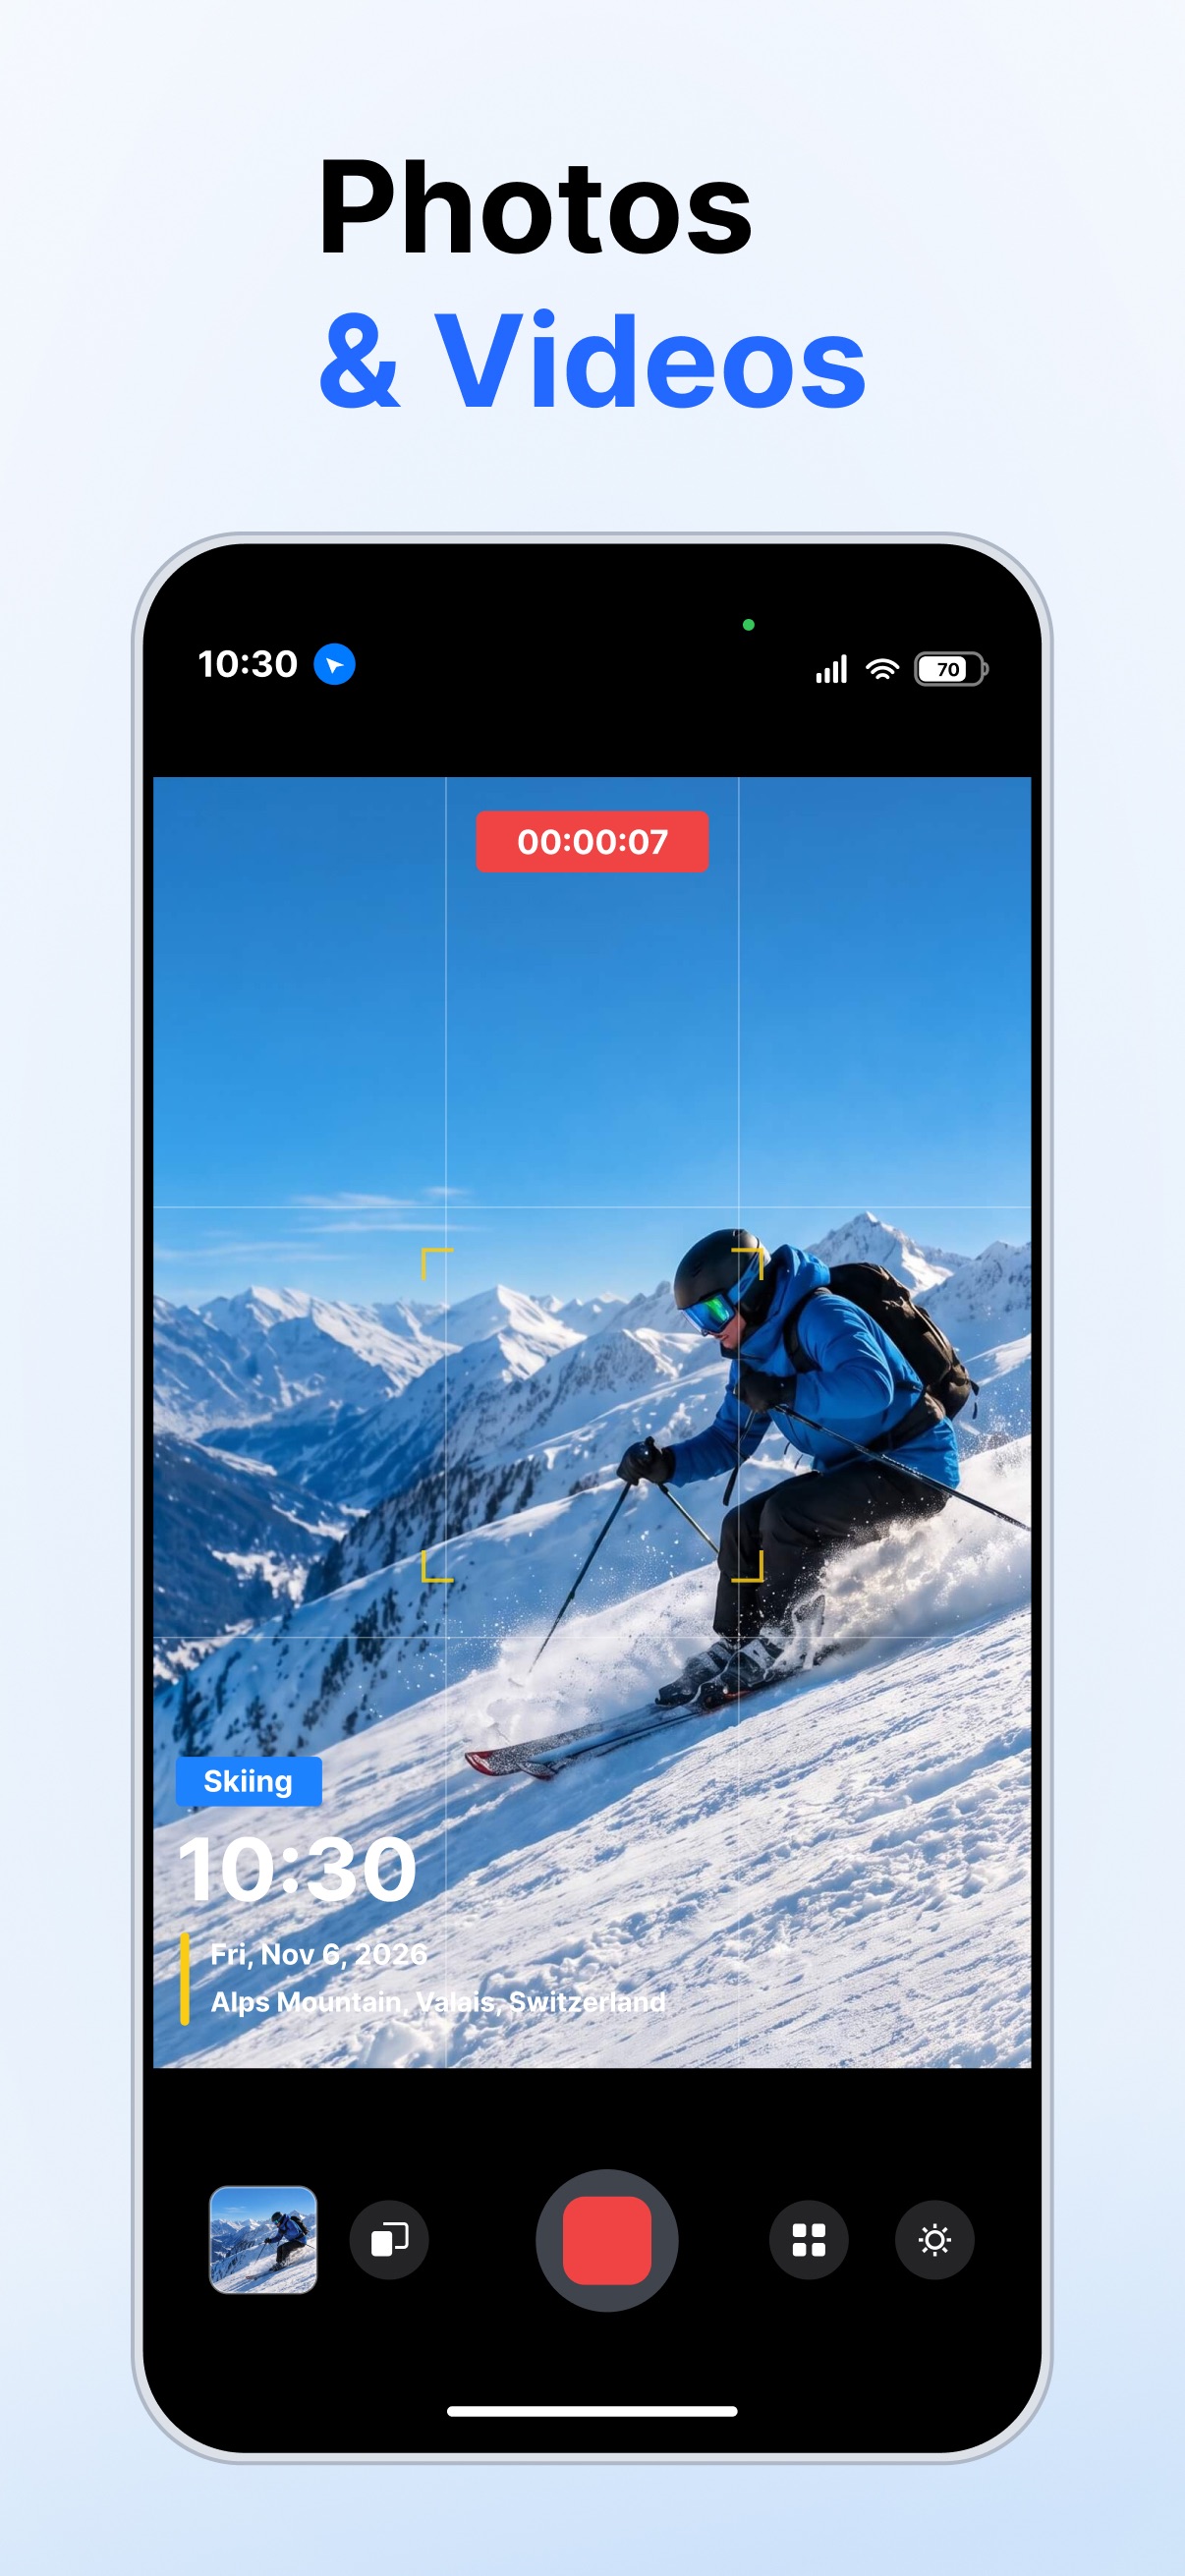 Photos
& Videos
10:30
70
00:00:07
Skiing
10:30
Fri, Nov 6, 2026
Alps Mountain, Valais, Switzerland